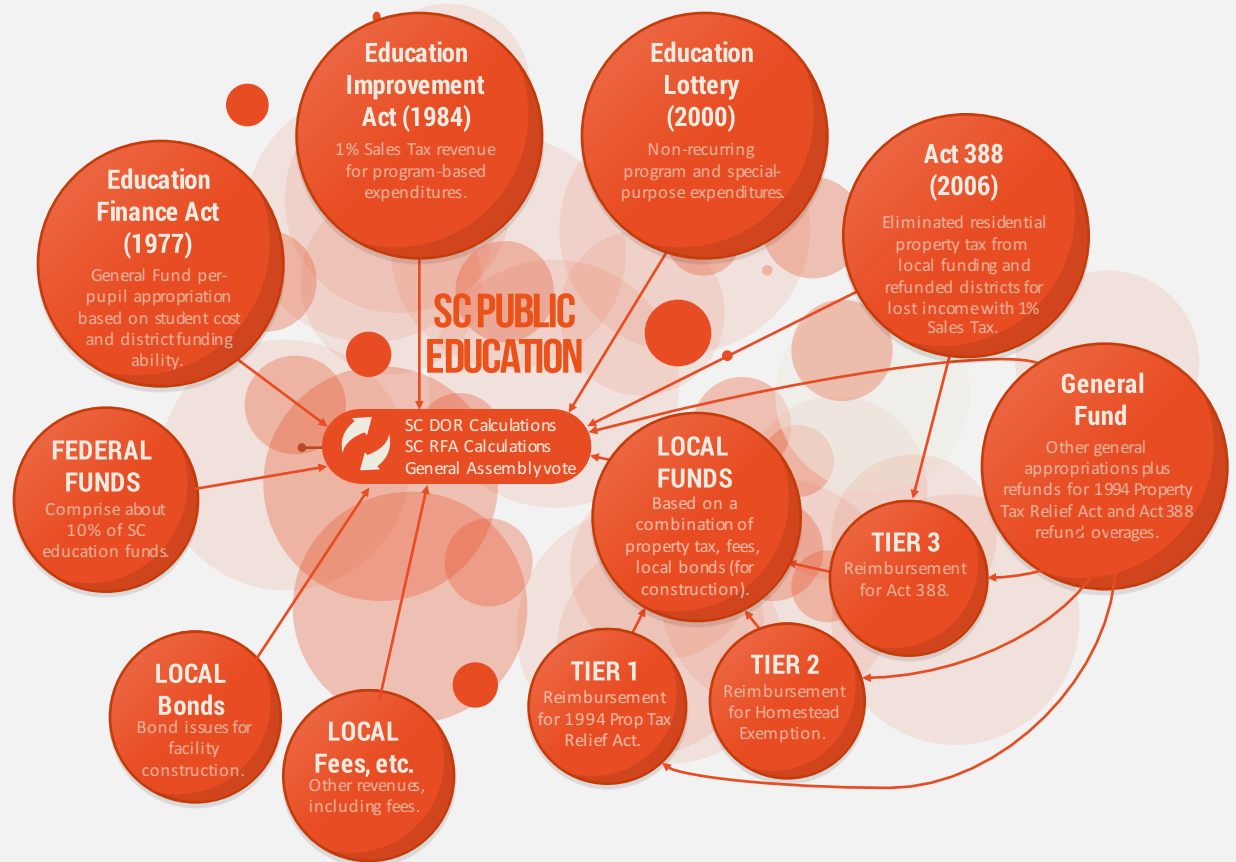 Education
Improvement
Act (1984)
1% Sales Tax revenue
for program-based
expenditures.
Education
Lottery
(2000)
Non-recurring
program and special-
purpose expenditures.
Act 388
(2006)
Eliminated residential
property tax from
local funding and
refunded districts for
lost income with 1%
Sales Tax.
Education
Finance Act
(1977)
General Fund per-
pupil appropriation
based on student cost
and district funding
ability.
SC PUBLIC
EDUCATION
General
Fund
Other general
appropriations plus
refunds for 1994 Property
Tax Relief Act and Act 388
refund overages.
FEDERAL
FUNDS
Comprise about
10% of SC
education funds.
SC DOR Calculations
SC RFA Calculations
General Assembly vote
LOCAL
FUNDS
Based on a
combination of
property tax, fees,
local bonds (for
construction).
TIER 3
Reimbursement
for Act 388.
LOCAL
Bonds
Bond issues for
facility
construction.
LOCAL
Fees, etc.
Other revenues,
including fees.
TIER 1
Reimbursement
for 1994 Prop Tax
Relief Act.
TIER 2
Reimbursement
for Homestead
Exemption.